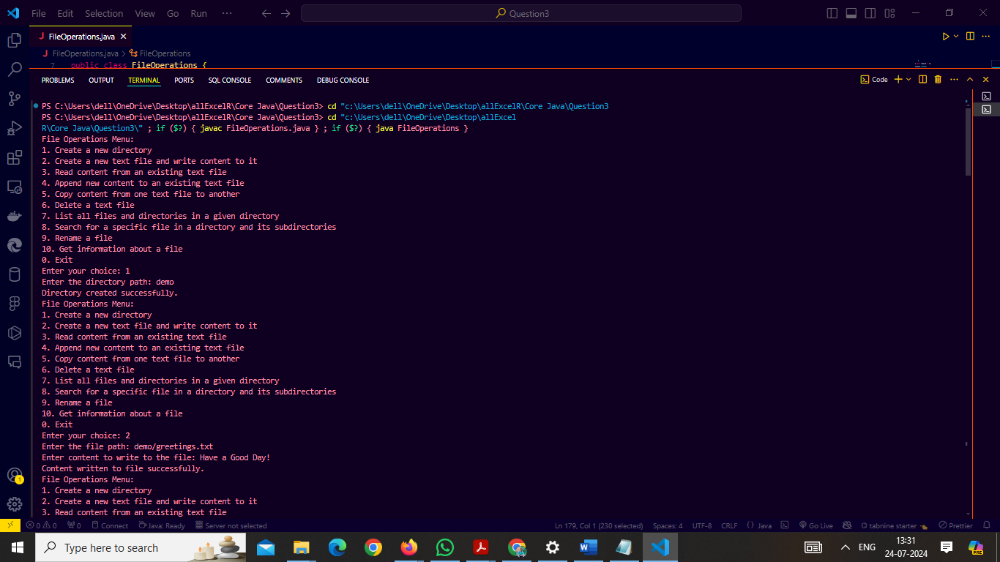 File Edit Selection View Go Run ··· Question3
J FileOperations.java ×
J FileOperations.java > FileOperations
7 public class FileOperations {
PROBLEMS OUTPUT TERMINAL PORTS SQL CONSOLE COMMENTS DEBUG CONSOLE Code
PS C:\Users\dell\OneDrive\Desktop\allExcelR\Core Java\Question3> cd "c:\Users\dell\OneDrive\Desktop\allExcelR\Core Java\Question3
PS C:\Users\dell\OneDrive\Desktop\allExcelR\Core Java\Question3> cd "c:\Users\dell\OneDrive\Desktop\allExcel
R\Core Java\Question3\" ; if ($?) { javac FileOperations.java } ; if ($?) { java FileOperations }
File Operations Menu:
1. Create a new directory
2. Create a new text file and write content to it
3. Read content from an existing text file
4. Append new content to an existing text file
5. Copy content from one text file to another
6. Delete a text file
7. List all files and directories in a given directory
8. Search for a specific file in a directory and its subdirectories
9. Rename a file
10. Get information about a file
0. Exit
Enter your choice: 1
Enter the directory path: demo
Directory created successfully.
File Operations Menu:
1. Create a new directory
2. Create a new text file and write content to it
3. Read content from an existing text file
4. Append new content to an existing text file
5. Copy content from one text file to another
6. Delete a text file
7. List all files and directories in a given directory
8. Search for a specific file in a directory and its subdirectories
9. Rename a file
10. Get information about a file
0. Exit
Enter your choice: 2
Enter the file path: demo/greetings.txt
Enter content to write to the file: Have a Good Day!
Content written to file successfully.
File Operations Menu:
1. Create a new directory
2. Create a new text file and write content to it
3. Read content from an existing text file
0 0 0 Connect Java: Ready Server not selected Ln 179, Col 1 (230 selected) Spaces: 4 UTF-8 CRLF {} Java Go Live tabnine starter Prettier
Type here to search ENG 13:31
24-07-2024